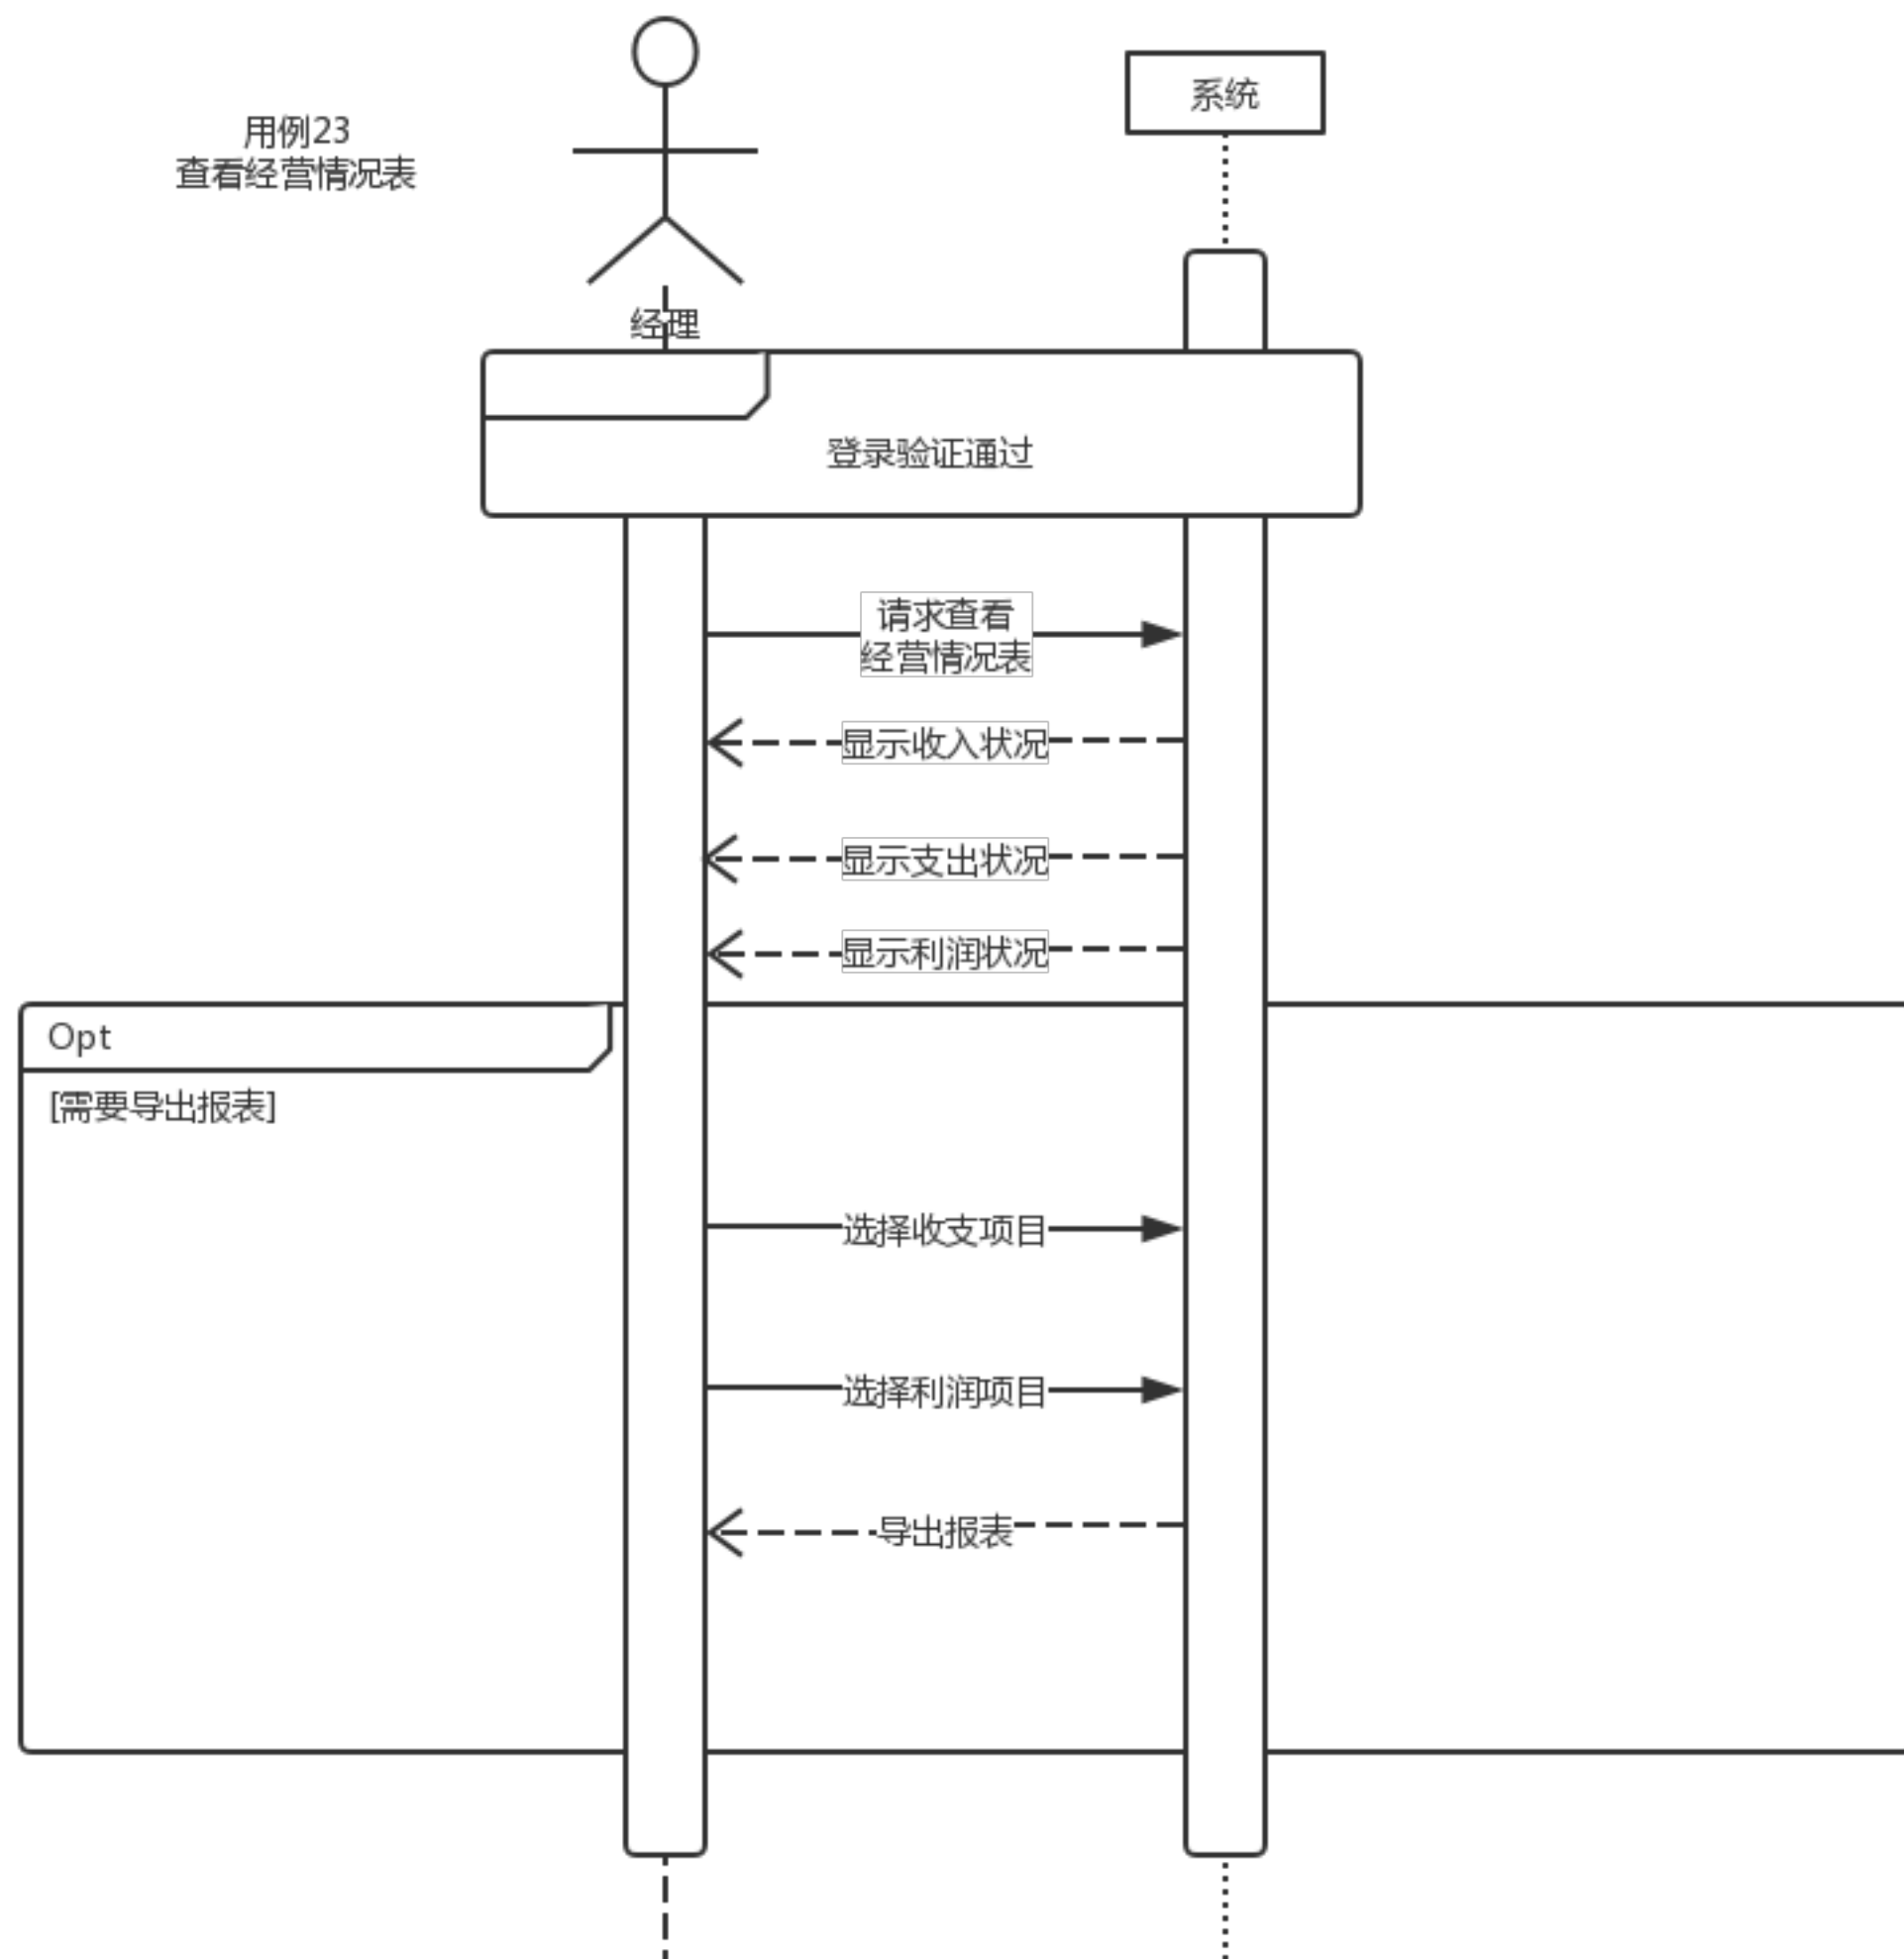 用例23
查看经营情况表
系统
经理
登录验证通过
请求查看
经营情况表
显示收入状况
显示支出状况
显示利润状况
Opt
[需要导出报表]
选择收支项目
选择利润项目
导出报表